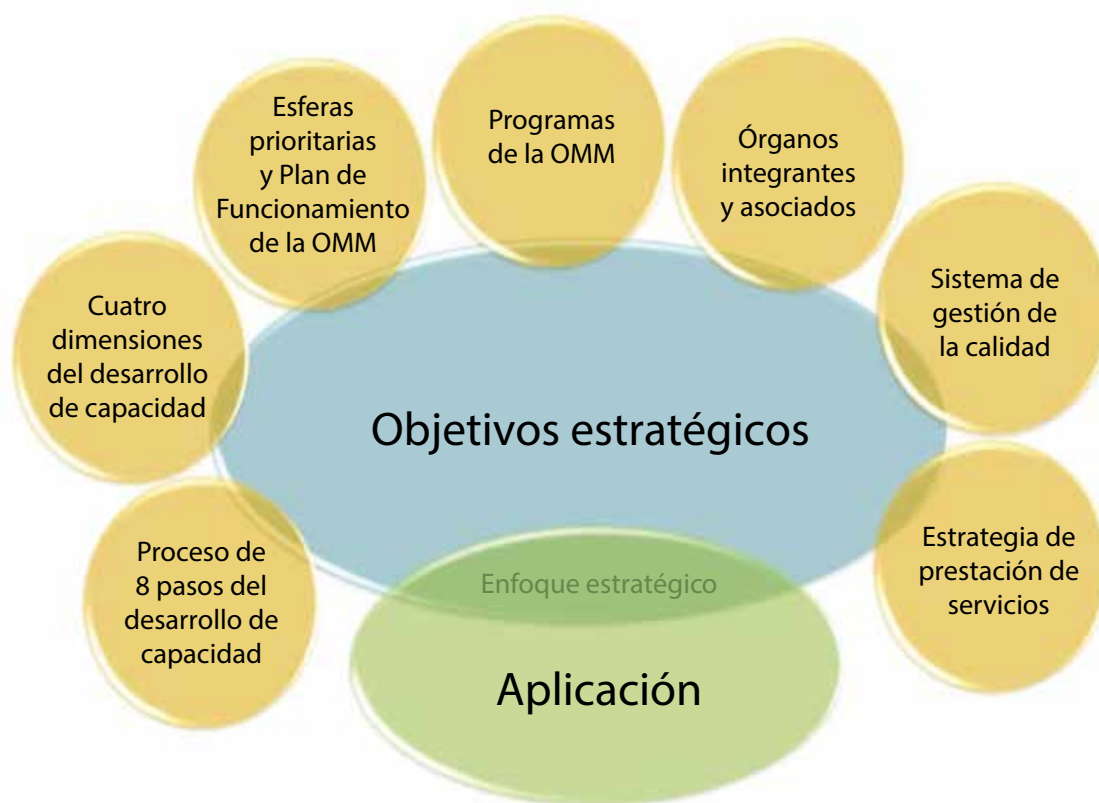 Esferas
prioritarias
y Plan de
Funcionamiento
de la OMM
Programas
de la OMM
Órganos
integrantes
y asociados
Cuatro
dimensiones
del desarrollo
de capacidad
Sistema de
gestión de
la calidad
Objetivos estratégicos
Proceso de
8 pasos del
desarrollo de
capacidad
Estrategia de
prestación de
servicios
Enfoque estratégico
Aplicación